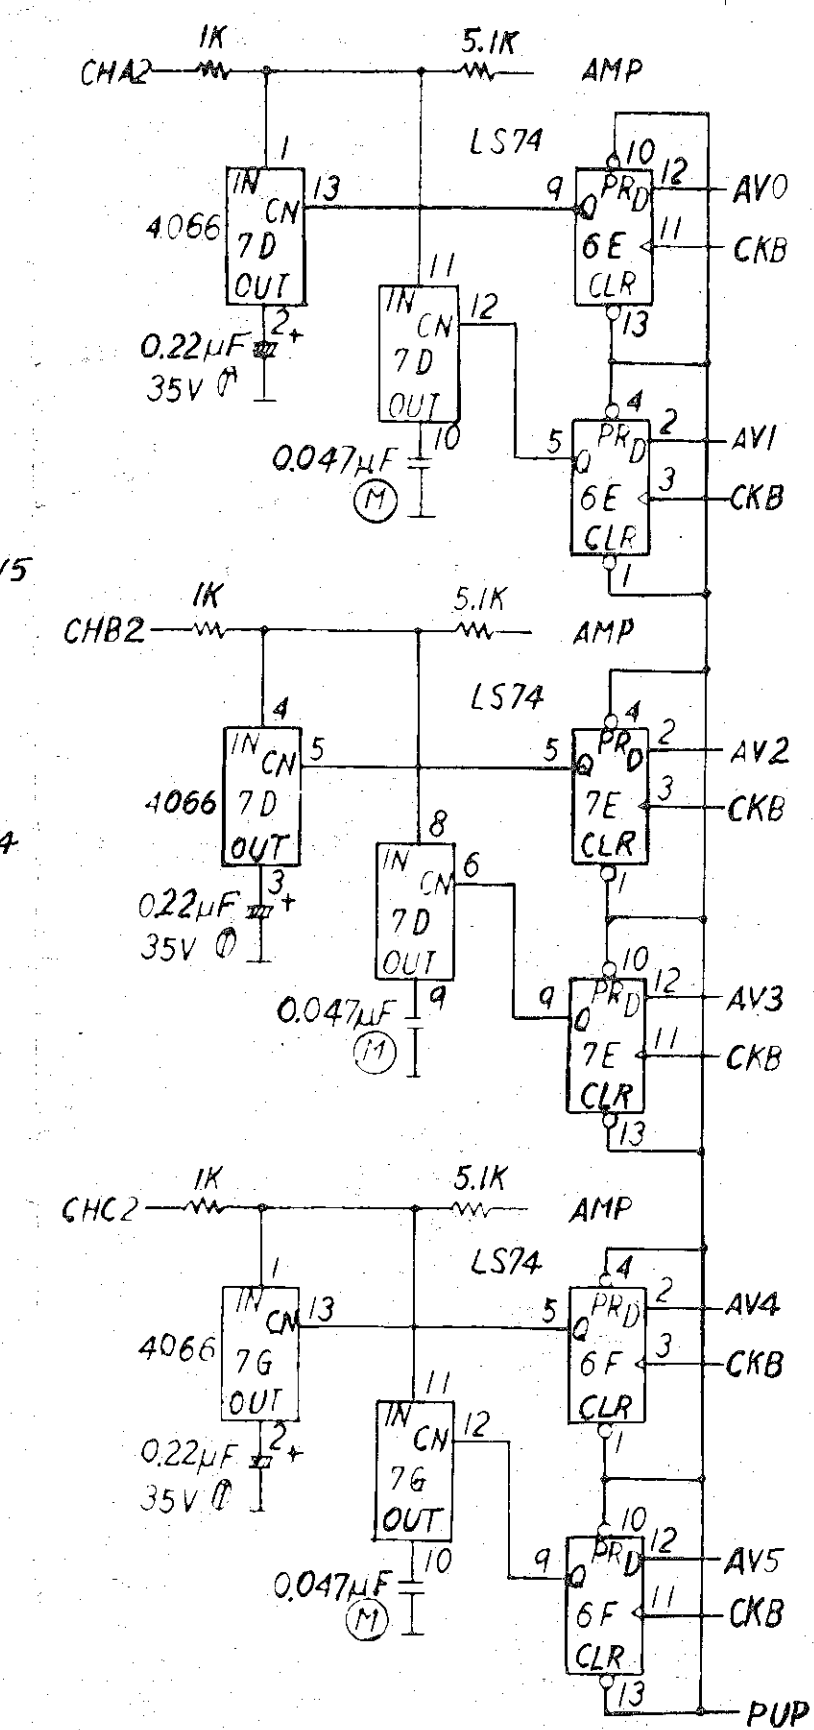 1K
5.1K
CHA2
AMP
LS74
1
10
IN
13
9
PR
D
12
AV0
4066
CN
Q
7D
6E
11
CKB
OUT
CLR
11
2
+
IN
12
13
0.22µF
CN
35V
7D
4
OUT
PR
D
2
AV1
10
5
Q
0.047µF
3
CKB
M
6E
CLR
1
V5
1K
5.1K
CHB2
AMP
LS74
4
4
IN
CN
5
5
PR
D
2
AV2
Q
4066
7D
7E
3
CKB
OUT
8
CLR
3
+
IN
6
1
0.22µF
CN
35V
7D
4
OUT
10
9
9
PR
D
12
AV3
0.047µF
Q
M
7E
11
CKB
CLR
13
1K
5.1K
CHC2
AMP
LS74
1
4
IN
13
5
PR
D
2
AV4
CN
Q
4066
7G
6F
3
CKB
OUT
11
CLR
2
+
IN
12
1
0.22µF
CN
35V
7G
OUT
10
10
9
PR
D
12
AV5
0.047µF
Q
M
6F
11
CKB
CLR
13
PUP